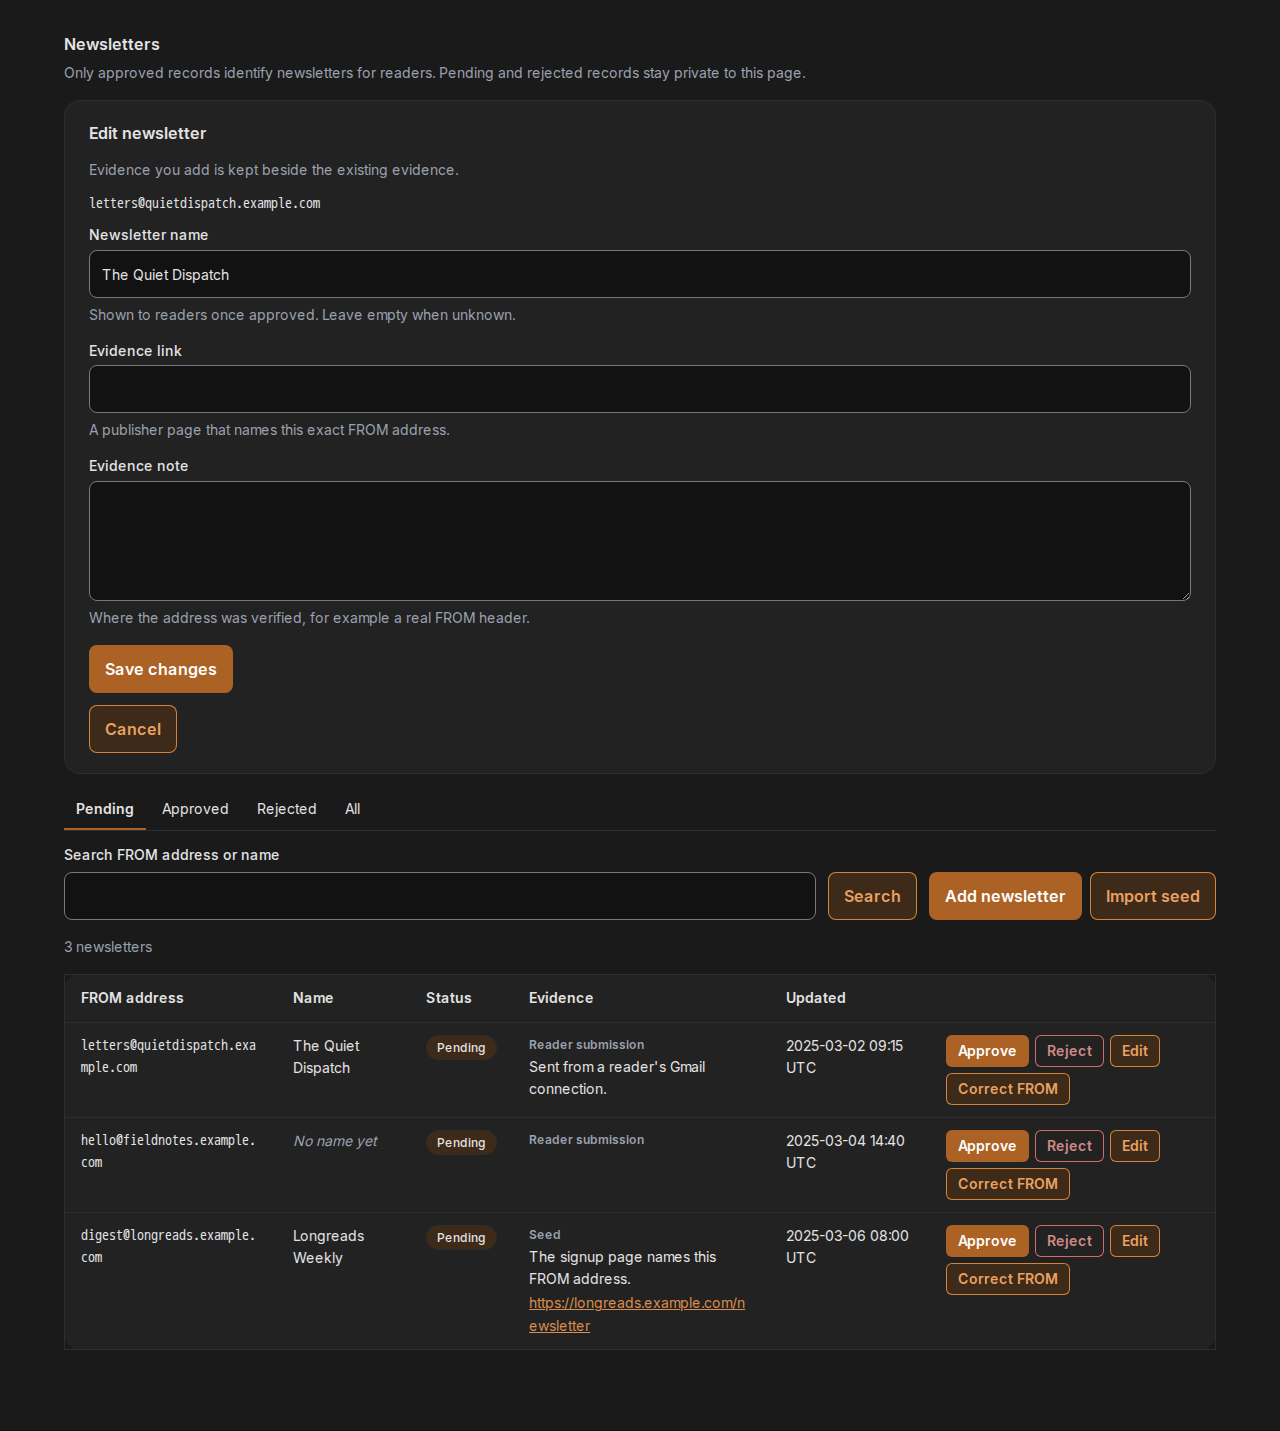 Newsletters
Only approved records identify newsletters for readers. Pending and rejected records stay private to this page.
Edit newsletter
Evidence you add is kept beside the existing evidence.
letters@quietdispatch.example.com
Newsletter name
The Quiet Dispatch
Shown to readers once approved. Leave empty when unknown.
Evidence link
A publisher page that names this exact FROM address.
Evidence note
Where the address was verified, for example a real FROM header.
Save changes
Cancel
Pending Approved Rejected All
Search FROM address or name
Search Add newsletter Import seed
3 newsletters
FROM address Name Status Evidence Updated
letters@quietdispatch.exa
mple.com
The Quiet
Dispatch
Pending
Reader submission
Sent from a reader's Gmail
connection.
2025-03-02 09:15
UTC
Approve Reject Edit
Correct FROM
hello@fieldnotes.example.
com
No name yet
Pending
Reader submission
2025-03-04 14:40
UTC
Approve Reject Edit
Correct FROM
digest@longreads.example.
com
Longreads
Weekly
Pending
Seed
The signup page names this
FROM address.
https://longreads.example.com/n
ewsletter
2025-03-06 08:00
UTC
Approve Reject Edit
Correct FROM